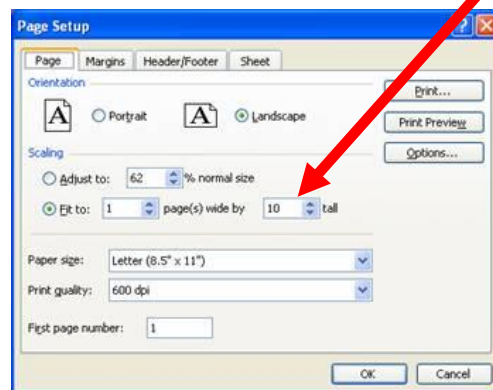 Page Setup
Page Margins Header/Footer Sheet
Orientation
A Portrait A Landscape
Print...
Print Preview
Options...
Scaling
Adjust to: 62 % normal size
Fit to: 1 page(s) wide by 10 tall
Paper size: Letter (8.5" x 11")
Print quality: 600 dpi
First page number: 1
OK Cancel